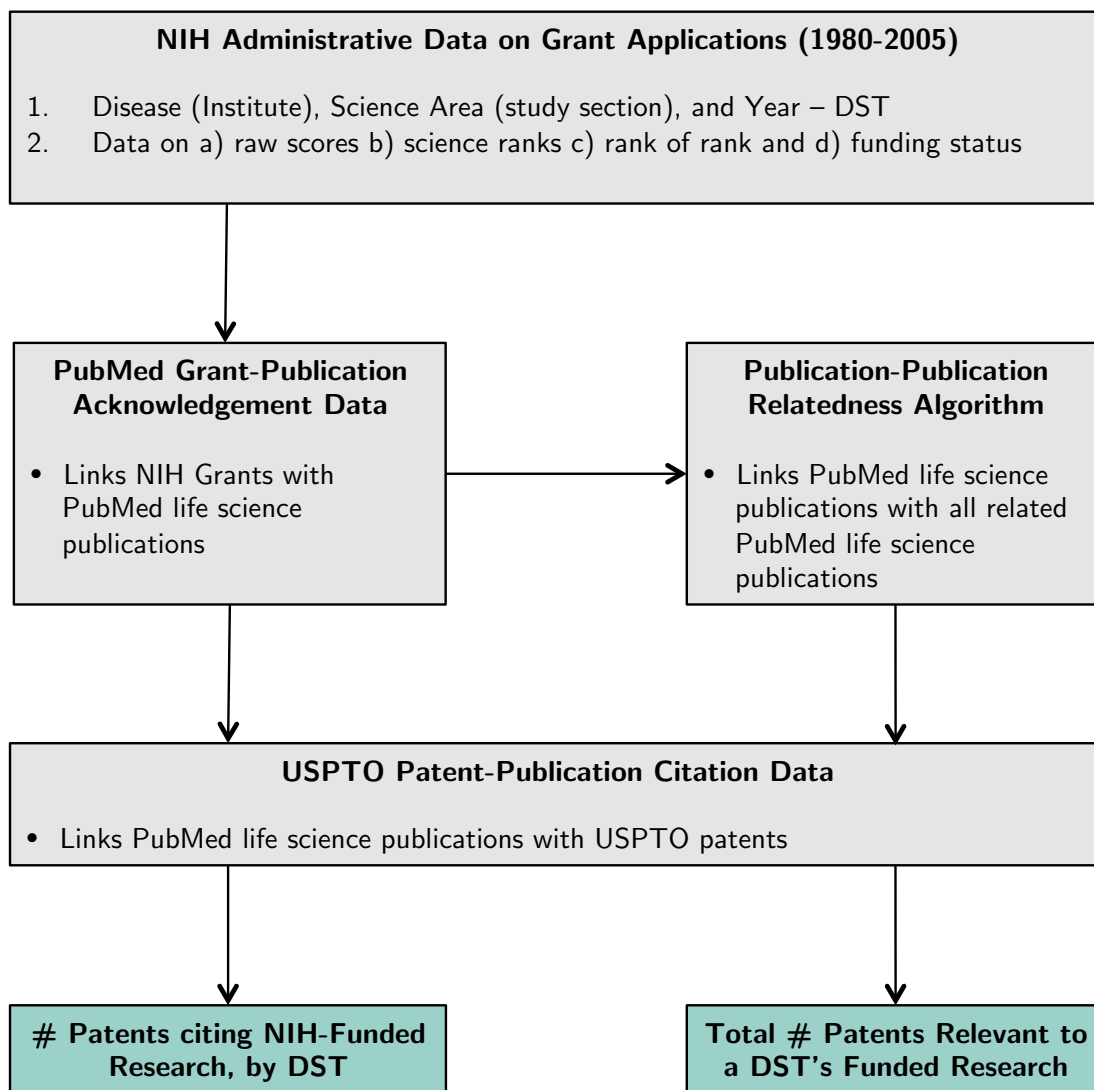 NIH Administrative Data on Grant Applications (1980-2005)
1. Disease (Institute), Science Area (study section), and Year – DST
2. Data on a) raw scores b) science ranks c) rank of rank and d) funding status
PubMed Grant-Publication
Acknowledgement Data
• Links NIH Grants with
PubMed life science
publications
Publication-Publication
Relatedness Algorithm
• Links PubMed life science
publications with all related
PubMed life science
publications
USPTO Patent-Publication Citation Data
• Links PubMed life science publications with USPTO patents
# Patents citing NIH-Funded
Research, by DST
Total # Patents Relevant to
a DST's Funded Research